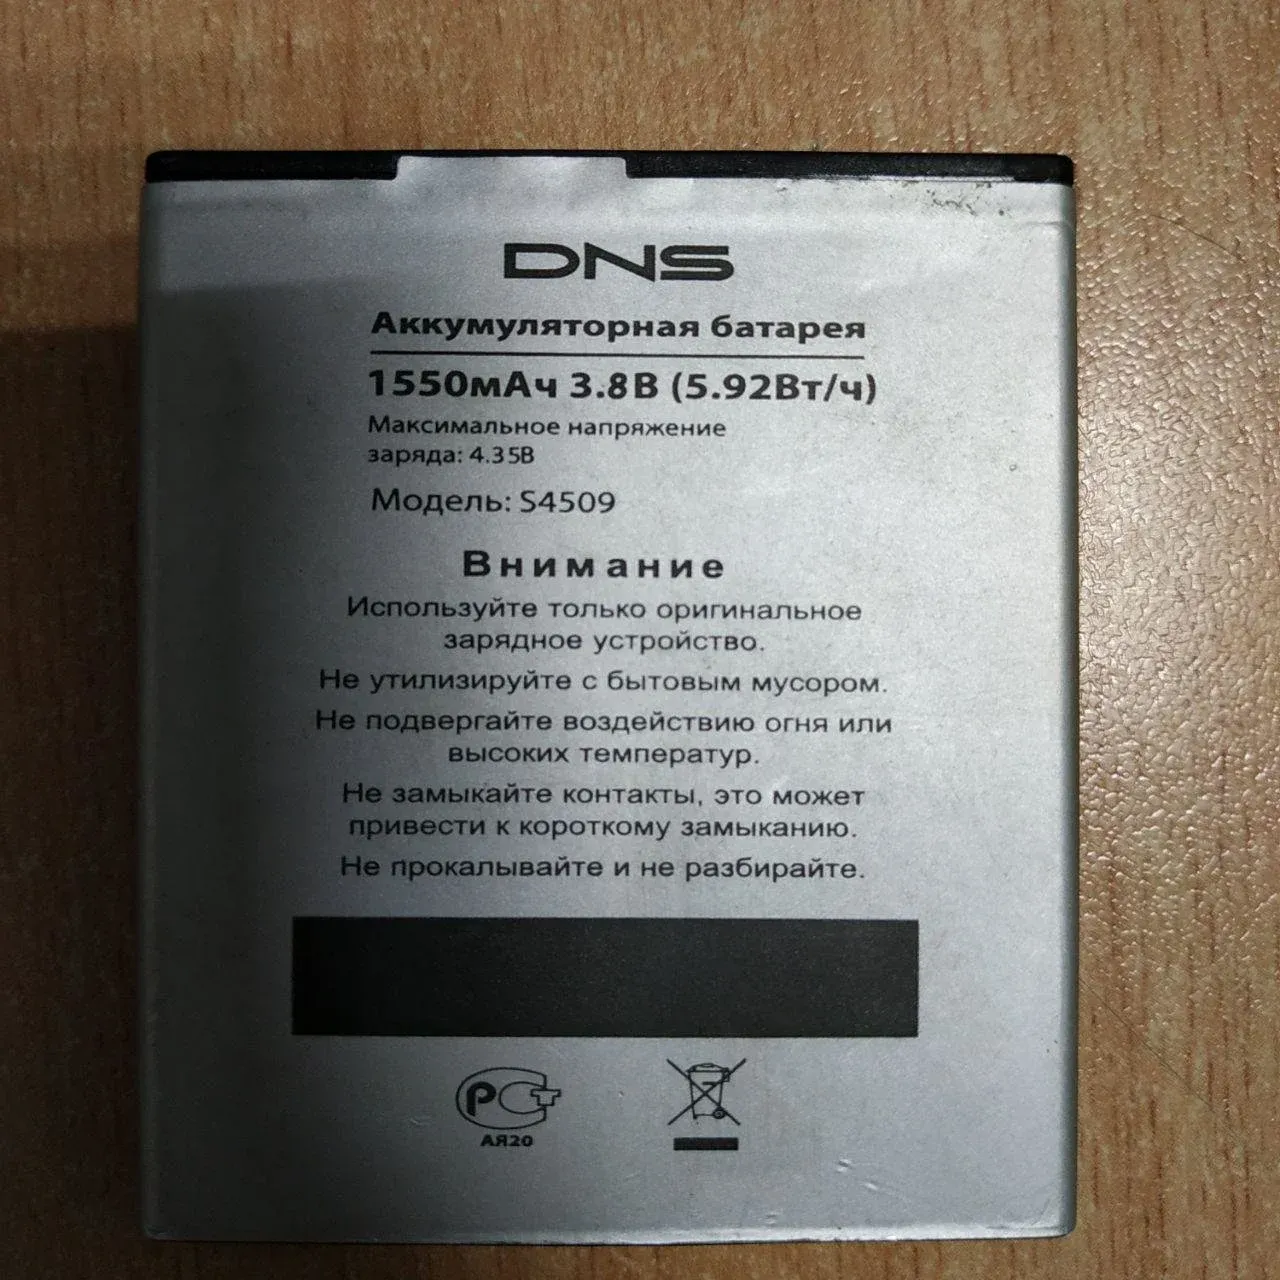 DNS
Аккумуляторная батарея
1550мАч 3.8В (5.92Вт/ч)
Максимальное напряжение
заряда: 4.35В
Модель: S4509
Внимание
Используйте только оригинальное
зарядное устройство.
Не утилизируйте с бытовым мусором.
Не подвергайте воздействию огня или
высоких температур.
Не замыкайте контакты, это может
привести к короткому замыканию.
Не прокалывайте и не разбирайте.
РСТ
АЯ20